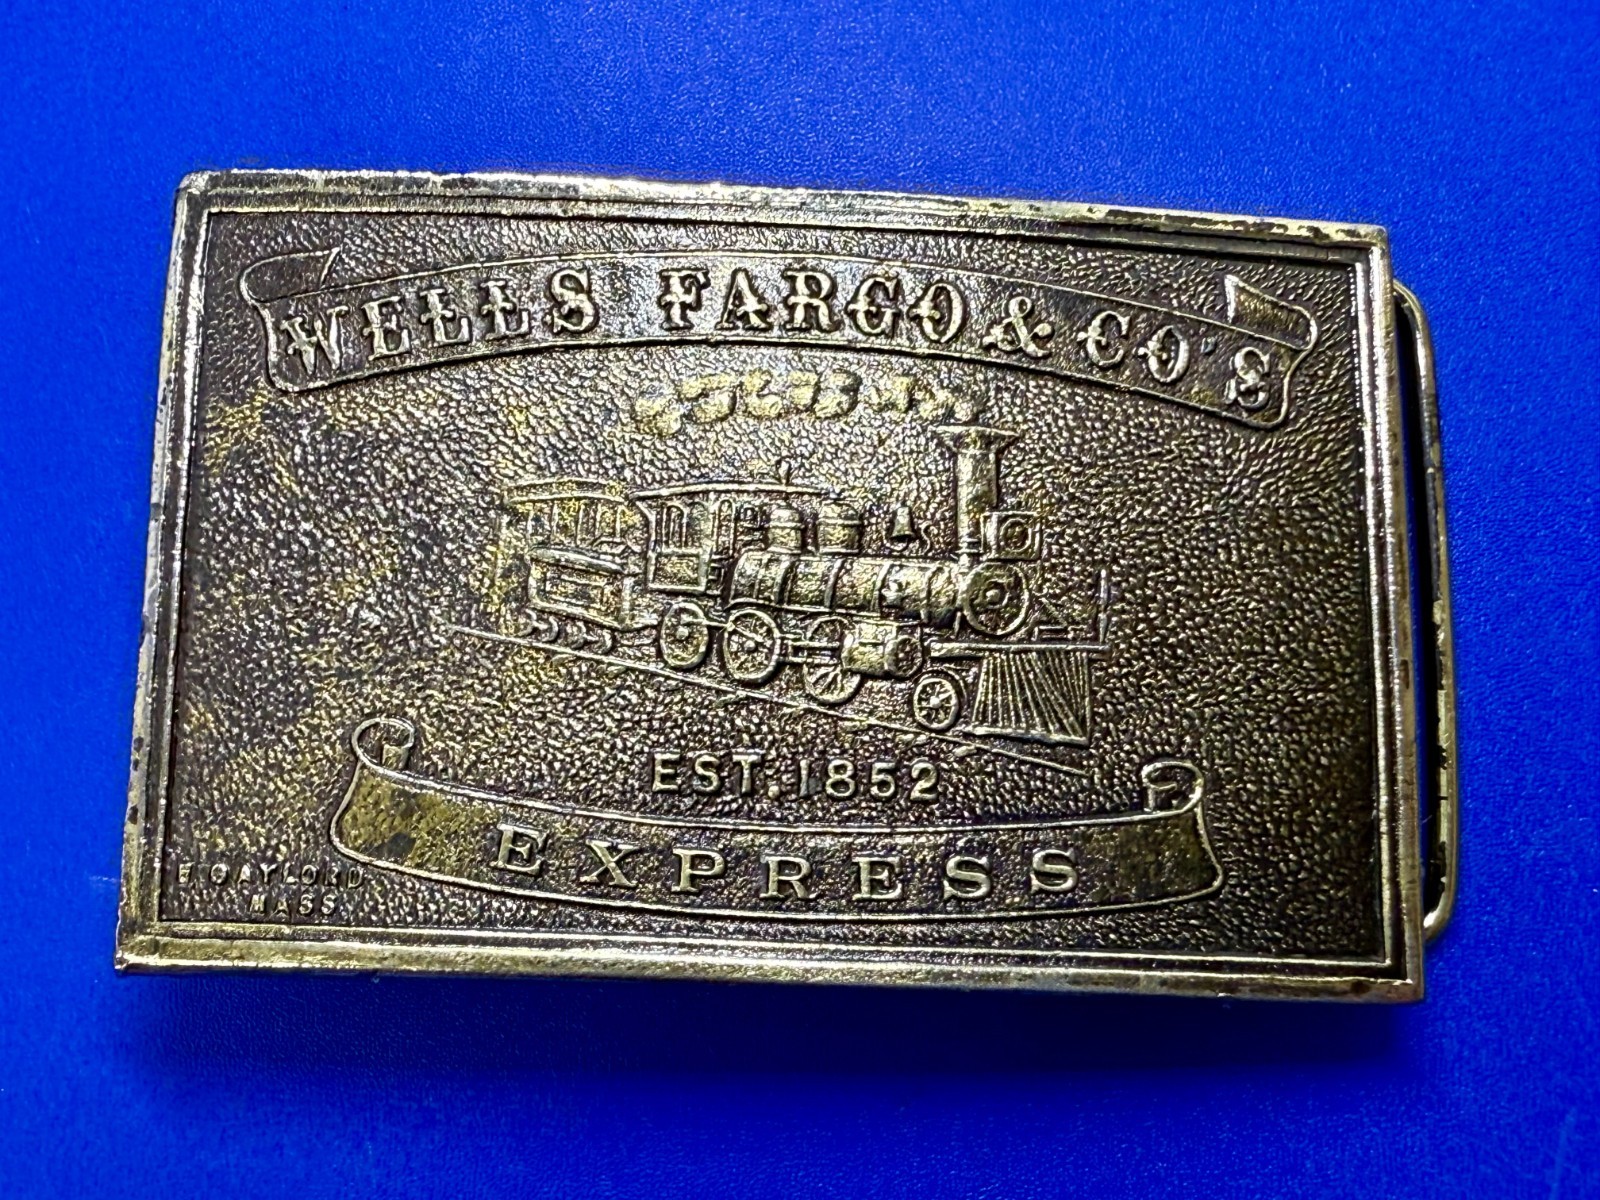 WELLS FARGO & CO'S
EST. 1852
EXPRESS
E. GAYLORD
MASS